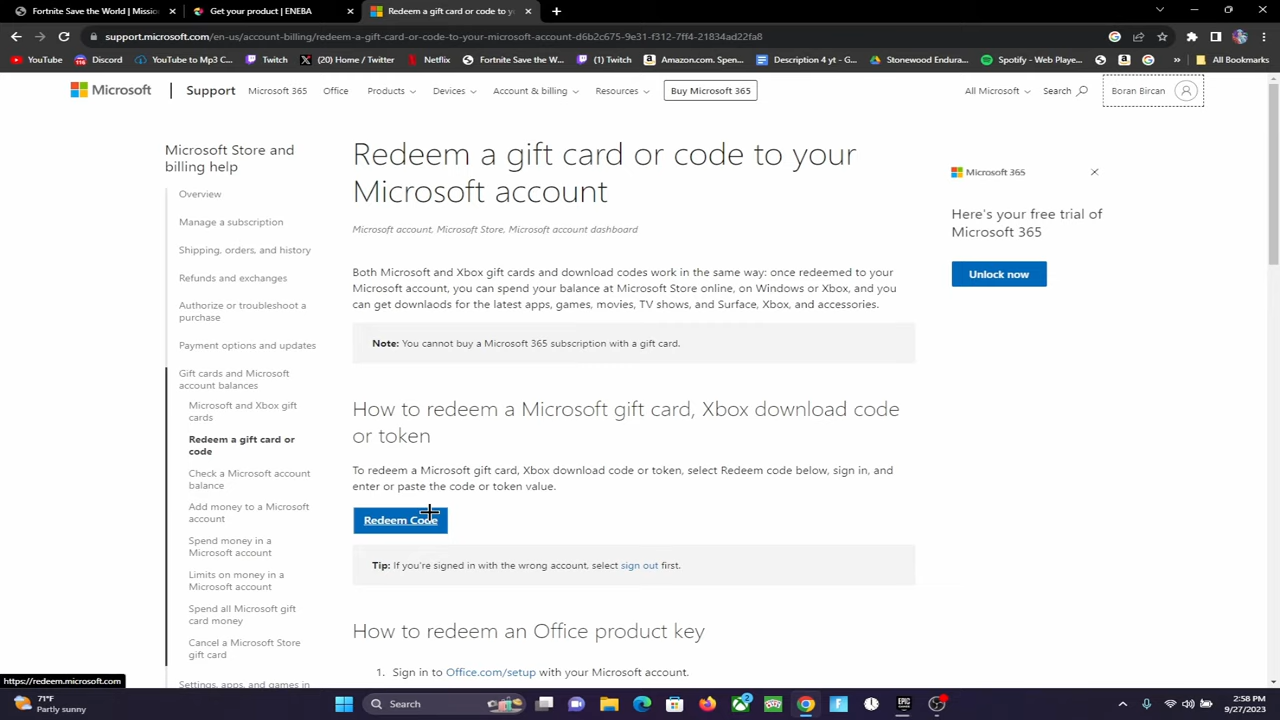 Fortnite Save the World | Missio
Get your product | ENEBA
Redeem a gift card or code to yo
support.microsoft.com/en-us/account-billing/redeem-a-gift-card-or-code-to-your-microsoft-account-d6b2c675-9e31-f312-7ff4-21834ad22fa8
YouTube
Discord
YouTube to Mp3 C...
Twitch
(20) Home / Twitter
Netflix
(1) Twitch
Amazon.com. Spen...
Description 4 yt - G...
Stonewood Endura...
Spotify - Web Playe...
All Bookmarks
Microsoft
Support
Microsoft 365
Office
Products
Devices
Account & billing
Resources
Buy Microsoft 365
All Microsoft
Search
Boran Bircan
Microsoft Store and
billing help
Overview
Manage a subscription
Shipping, orders, and history
Refunds and exchanges
Authorize or troubleshoot a
purchase
Payment options and updates
Gift cards and Microsoft
account balances
Microsoft and Xbox gift
cards
Redeem a gift card or
code
Check a Microsoft account
balance
Add money to a Microsoft
account
Spend money in a
Microsoft account
Limits on money in a
Microsoft account
Spend all Microsoft gift
card money
Cancel a Microsoft Store
gift card
Settings, apps, and games in
Redeem a gift card or code to your
Microsoft account
Microsoft account, Microsoft Store, Microsoft account dashboard
Both Microsoft and Xbox gift cards and download codes work in the same way: once redeemed to your
Microsoft account, you can spend your balance at Microsoft Store online, on Windows or Xbox, and you
can get downlaods for the latest apps, games, movies, TV shows, and Surface, Xbox, and accessories.
Note: You cannot buy a Microsoft 365 subscription with a gift card.
How to redeem a Microsoft gift card, Xbox download code
or token
To redeem a Microsoft gift card, Xbox download code or token, select Redeem code below, sign in, and
enter or paste the code or token value.
Redeem Code
Tip: If you're signed in with the wrong account, select sign out first.
How to redeem an Office product key
1. Sign in to Office.com/setup with your Microsoft account.
Microsoft 365
Here's your free trial of
Microsoft 365
Unlock now
https://redeem.microsoft.com
71°F
Partly sunny
Search
2
EPIC
2:58 PM
9/27/2023